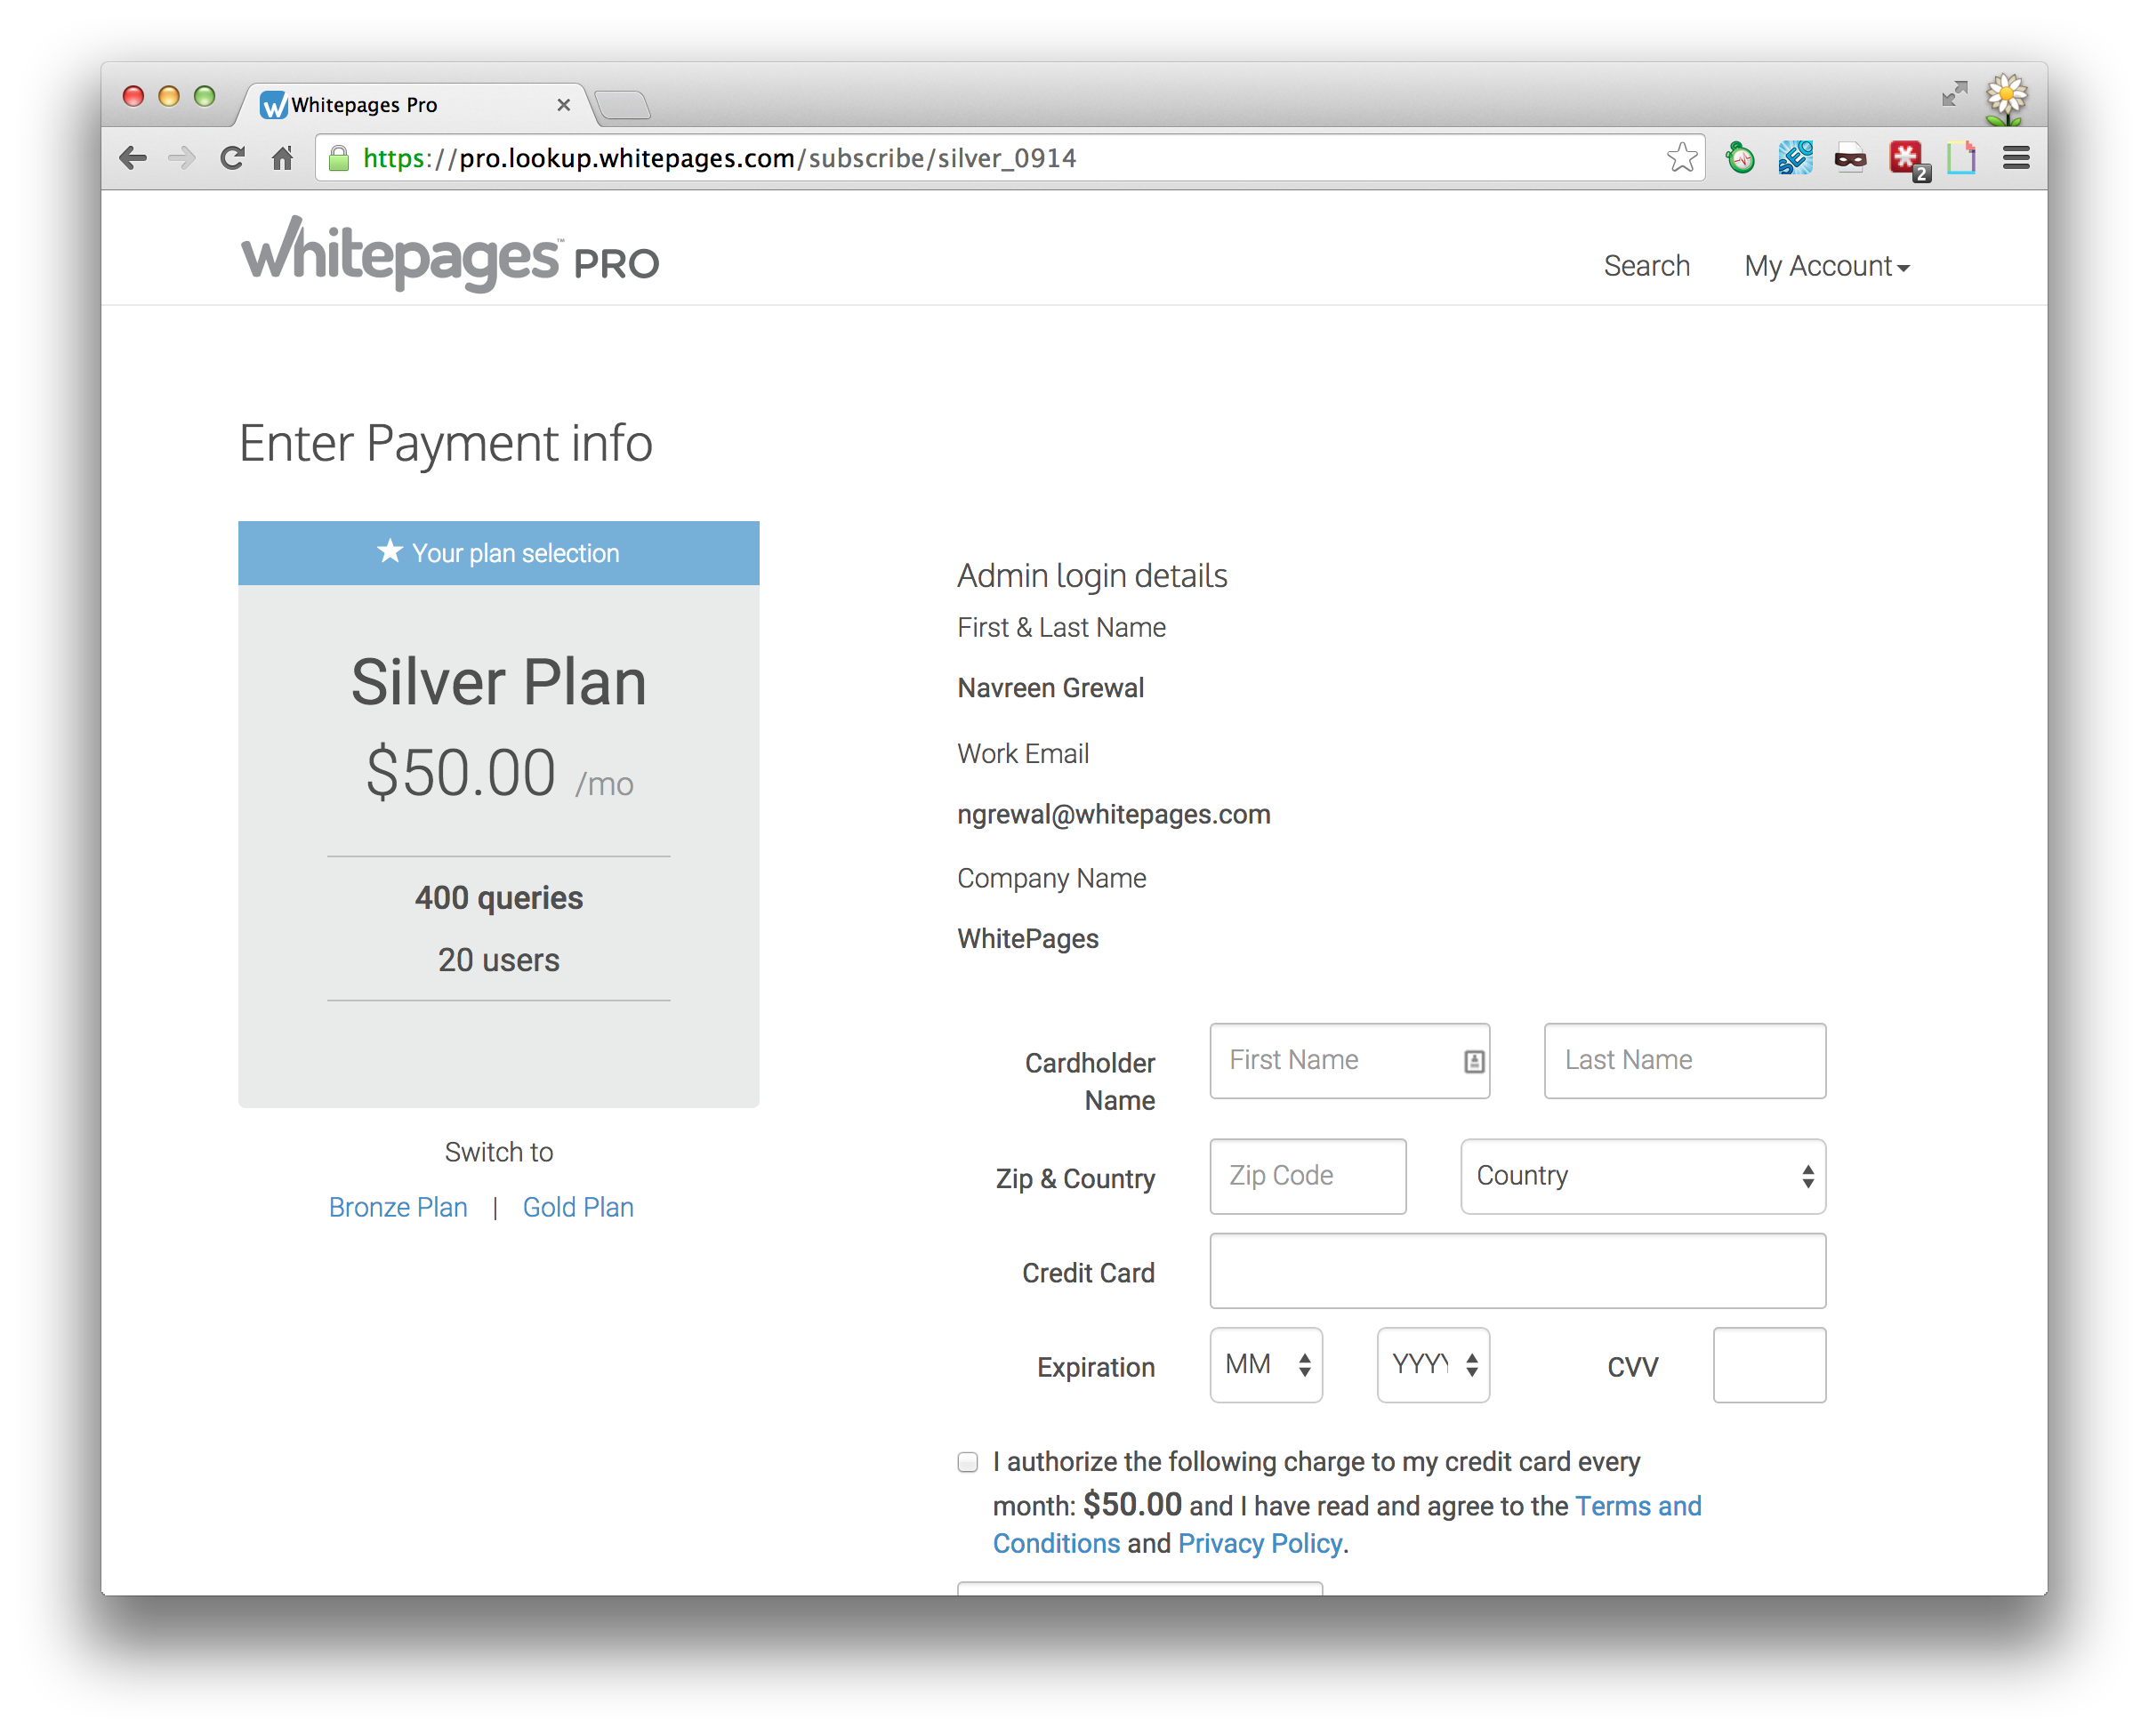 Whitepages Pro
https://pro.lookup.whitepages.com/subscribe/silver_0914
2
whitepages™ PRO
Search
My Account
Enter Payment info
★ Your plan selection
Silver Plan
$50.00 /mo
400 queries
20 users
Switch to
Bronze Plan | Gold Plan
Admin login details
First & Last Name
Navreen Grewal
Work Email
ngrewal@whitepages.com
Company Name
WhitePages
Cardholder
Name
First Name
Last Name
Zip & Country
Zip Code
Country
Credit Card
Expiration
MM
YYYY
CVV
I authorize the following charge to my credit card every
month: $50.00 and I have read and agree to the Terms and
Conditions and Privacy Policy.
SEO